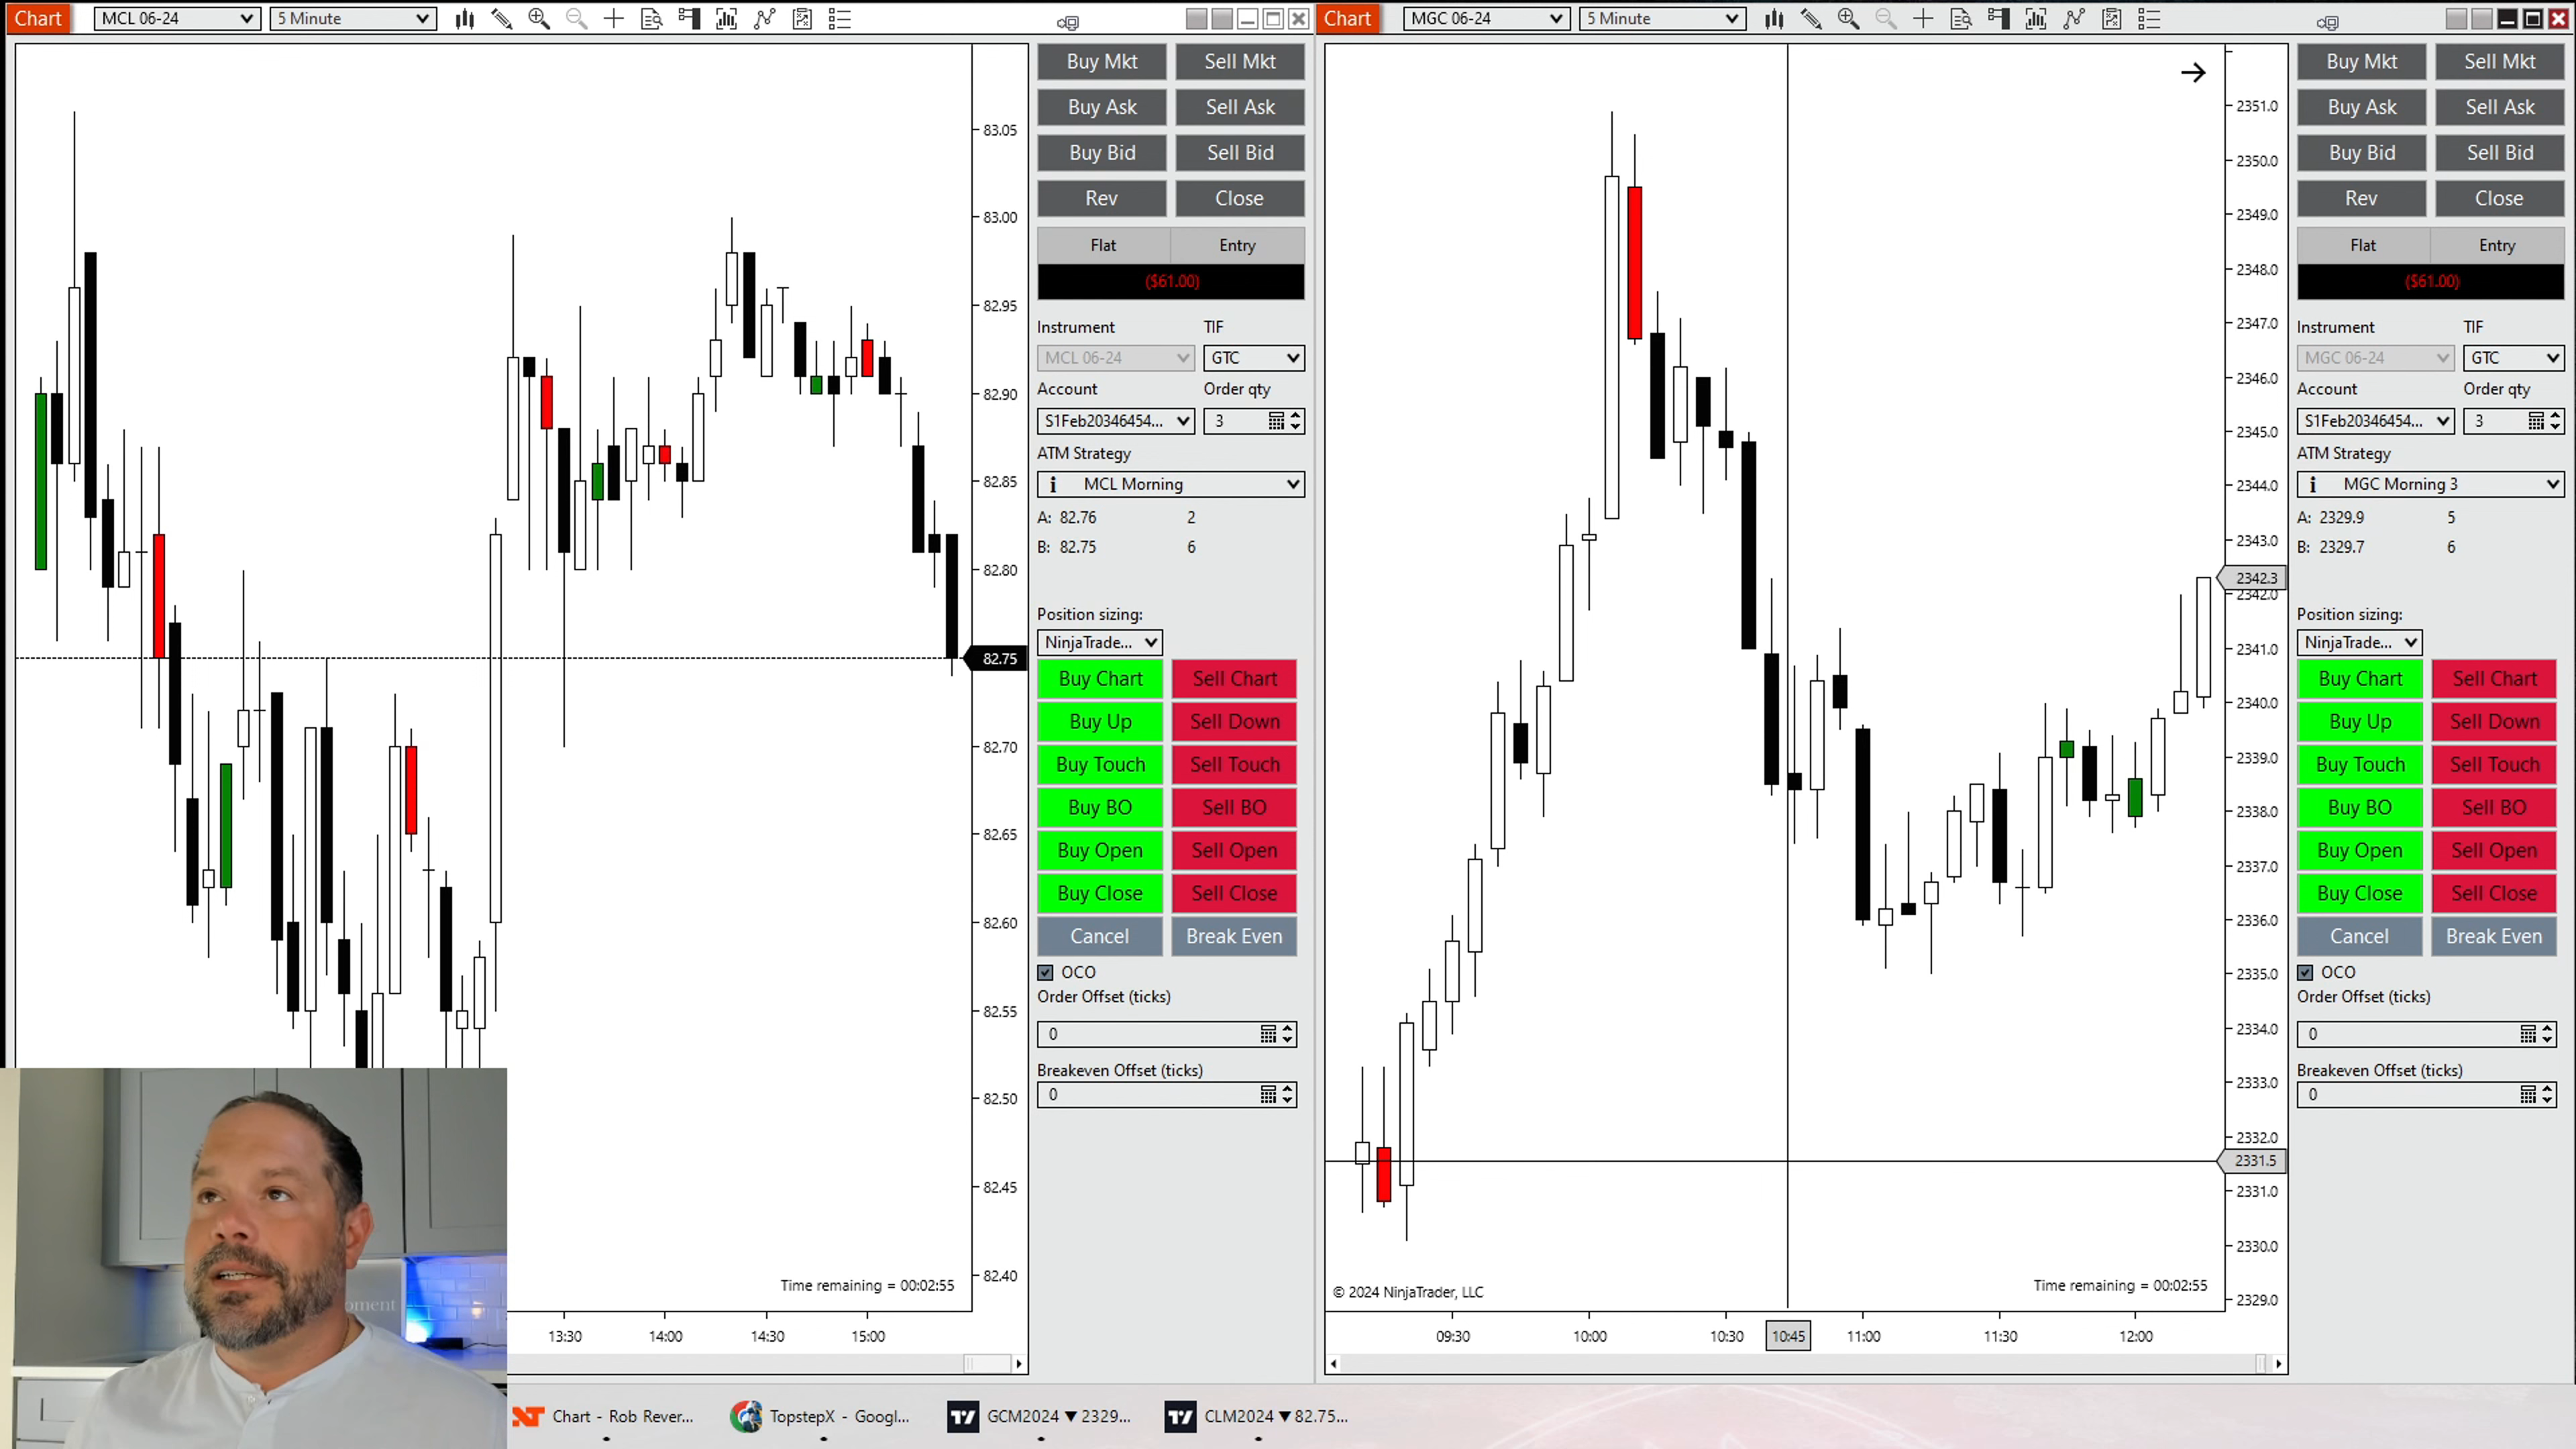 Chart MCL 06-24 5 Minute
Buy Mkt Sell Mkt
Buy Ask Sell Ask
Buy Bid Sell Bid
Rev Close
Flat Entry
($61.00)
Instrument TIF
MCL 06-24 GTC
Account Order qty
S1Feb20346454... 3
ATM Strategy
i MCL Morning
A: 82.76 2
B: 82.75 6
Position sizing:
NinjaTrade...
Buy Chart Sell Chart
Buy Up Sell Down
Buy Touch Sell Touch
Buy BO Sell BO
Buy Open Sell Open
Buy Close Sell Close
Cancel Break Even
OCO
Order Offset (ticks)
0
Breakeven Offset (ticks)
0
83.05
83.00
82.95
82.90
82.85
82.80
82.75
82.70
82.65
82.60
82.55
82.50
82.45
82.40
Time remaining = 00:02:55
13:30 14:00 14:30 15:00
Chart MGC 06-24 5 Minute
2351.0
2350.0
2349.0
2348.0
2347.0
2346.0
2345.0
2344.0
2343.0
2342.3
2342.0
2341.0
2340.0
2339.0
2338.0
2337.0
2336.0
2335.0
2334.0
2333.0
2332.0
2331.5
2331.0
2330.0
2329.0
© 2024 NinjaTrader, LLC
Time remaining = 00:02:55
09:30 10:00 10:30 10:45 11:00 11:30 12:00
Buy Mkt Sell Mkt
Buy Ask Sell Ask
Buy Bid Sell Bid
Rev Close
Flat Entry
($61.00)
Instrument TIF
MGC 06-24 GTC
Account Order qty
S1Feb20346454... 3
ATM Strategy
i MGC Morning 3
A: 2329.9 5
B: 2329.7 6
Position sizing:
NinjaTrade...
Buy Chart Sell Chart
Buy Up Sell Down
Buy Touch Sell Touch
Buy BO Sell BO
Buy Open Sell Open
Buy Close Sell Close
Cancel Break Even
OCO
Order Offset (ticks)
0
Breakeven Offset (ticks)
0
Chart - Rob Rever... TopstepX - Googl... GCM2024 ▼ 2329... CLM2024 ▼ 82.75...